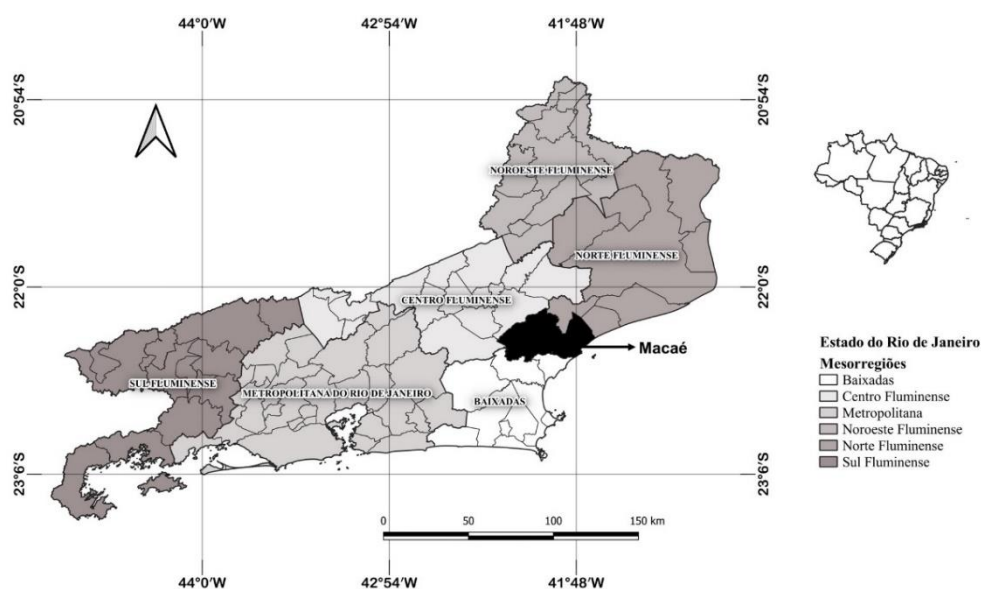 44°0'W
42°54'W
41°48'W
20°54'S
20°54'S
NOROESTE FLUMINENSE
NORTE FLUMINENSE
22°0'S
22°0'S
CENTRO FLUMINENSE
Macaé
SUL FLUMINENSE
METROPOLITANA DO RIO DE JANEIRO
BAIXADAS
23°6'S
23°6'S
0
50
100
150 km
44°0'W
42°54'W
41°48'W
Estado do Rio de Janeiro
Mesorregiões
Baixadas
Centro Fluminense
Metropolitana
Noroeste Fluminense
Norte Fluminense
Sul Fluminense